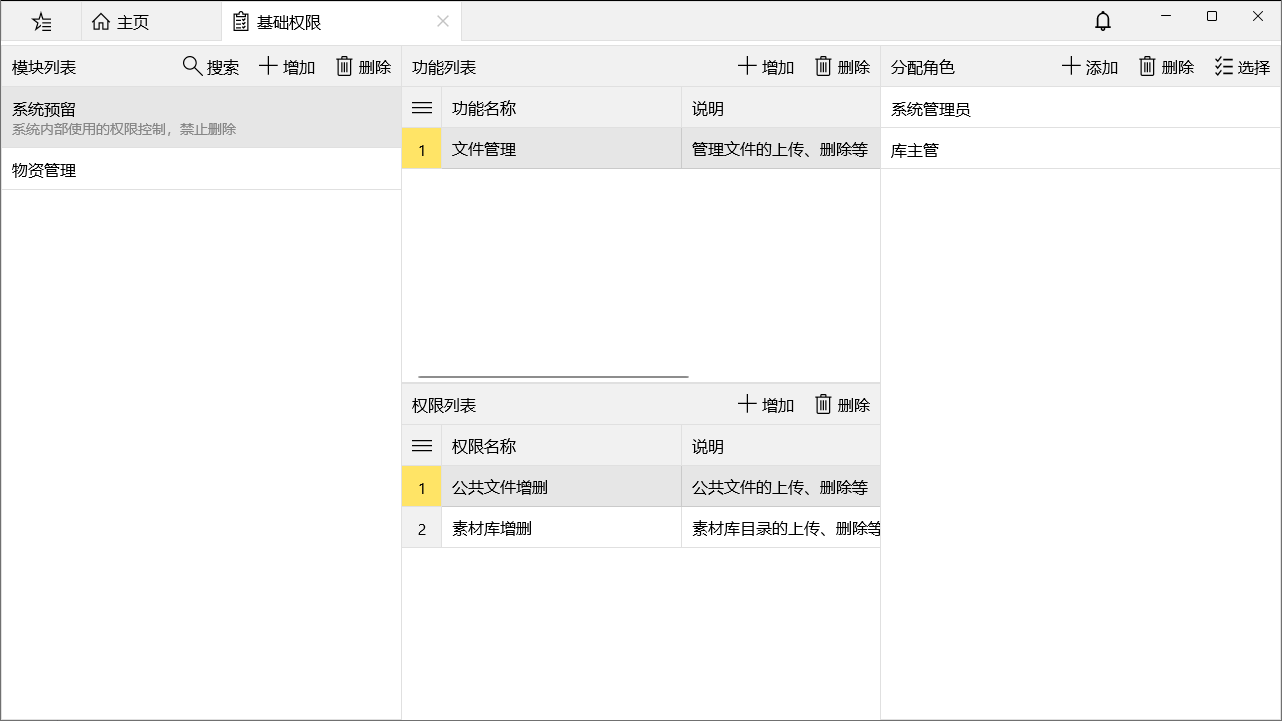 主页
基础权限
模块列表
搜索
增加
删除
系统预留
系统内部使用的权限控制，禁止删除
物资管理
功能列表
增加
删除
功能名称
说明
1
文件管理
管理文件的上传、删除等
权限列表
增加
删除
权限名称
说明
1
公共文件增删
公共文件的上传、删除等
2
素材库增删
素材库目录的上传、删除等
分配角色
添加
删除
选择
系统管理员
库主管